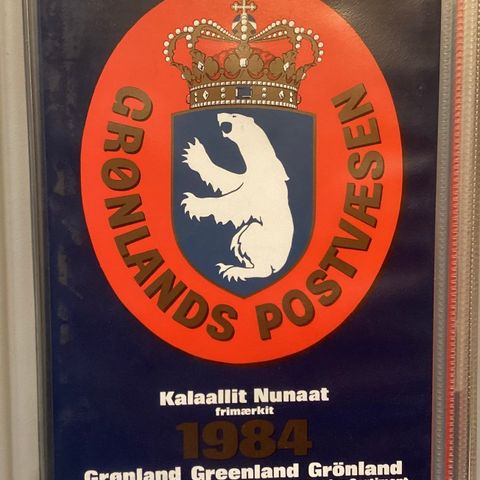 GRØNLANDS POSTVÆSEN
Kalaallit Nunaat
frimærkit
1984
Grønland Greenland Grönland